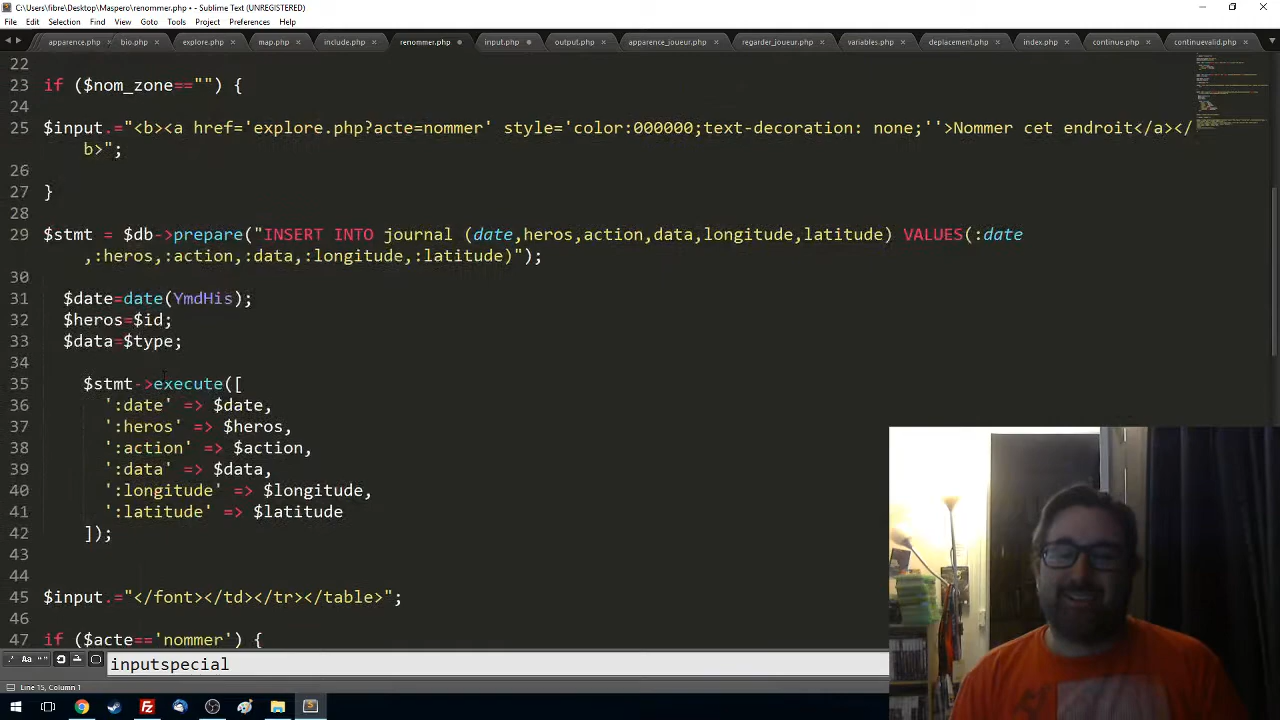 C:\Users\fibre\Desktop\Maspero\renommer.php • - Sublime Text (UNREGISTERED)
File Edit Selection Find View Goto Tools Project Preferences Help
apparence.php bio.php explore.php map.php include.php renommer.php input.php output.php apparence_joueur.php regarder_joueur.php variables.php deplacement.php index.php continue.php continuevalid.php
22
23 if ($nom_zone=="") {
24
25 $input.="<b><a href='explore.php?acte=nommer' style='color:000000;text-decoration: none;''>Nommer cet endroit</a></
b>";
26
27 }
28
29 $stmt = $db->prepare("INSERT INTO journal (date,heros,action,data,longitude,latitude) VALUES(:date
,:heros,:action,:data,:longitude,:latitude)");
30
31 $date=date(YmdHis);
32 $heros=$id;
33 $data=$type;
34
35 $stmt->execute([
36 ':date' => $date,
37 ':heros' => $heros,
38 ':action' => $action,
39 ':data' => $data,
40 ':longitude' => $longitude,
41 ':latitude' => $latitude
42 ]);
43
44
45 $input.="</font></td></tr></table>";
46
47 if ($acte=='nommer') {
.* Aa “”
inputspecial
Line 15, Column 1